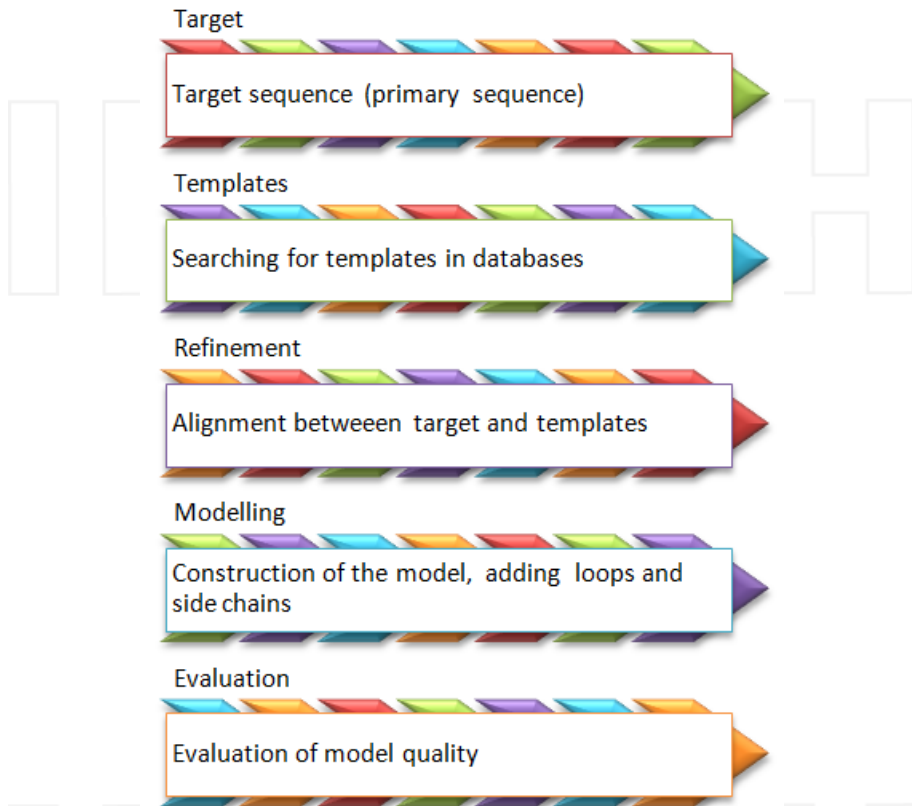 Target
Target sequence (primary sequence)
Templates
Searching for templates in databases
Refinement
Alignment betweeen target and templates
Modelling
Construction of the model, adding loops and
side chains
Evaluation
Evaluation of model quality